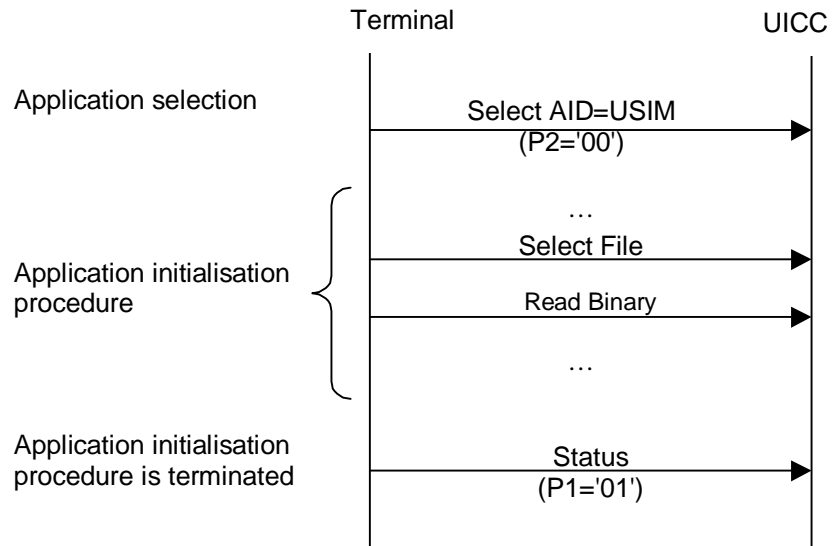 Terminal
UICC
Application selection
Select AID=USIM
(P2='00')
…
Select File
Application initialisation
procedure
Read Binary
…
Application initialisation
procedure is terminated
Status
(P1='01')